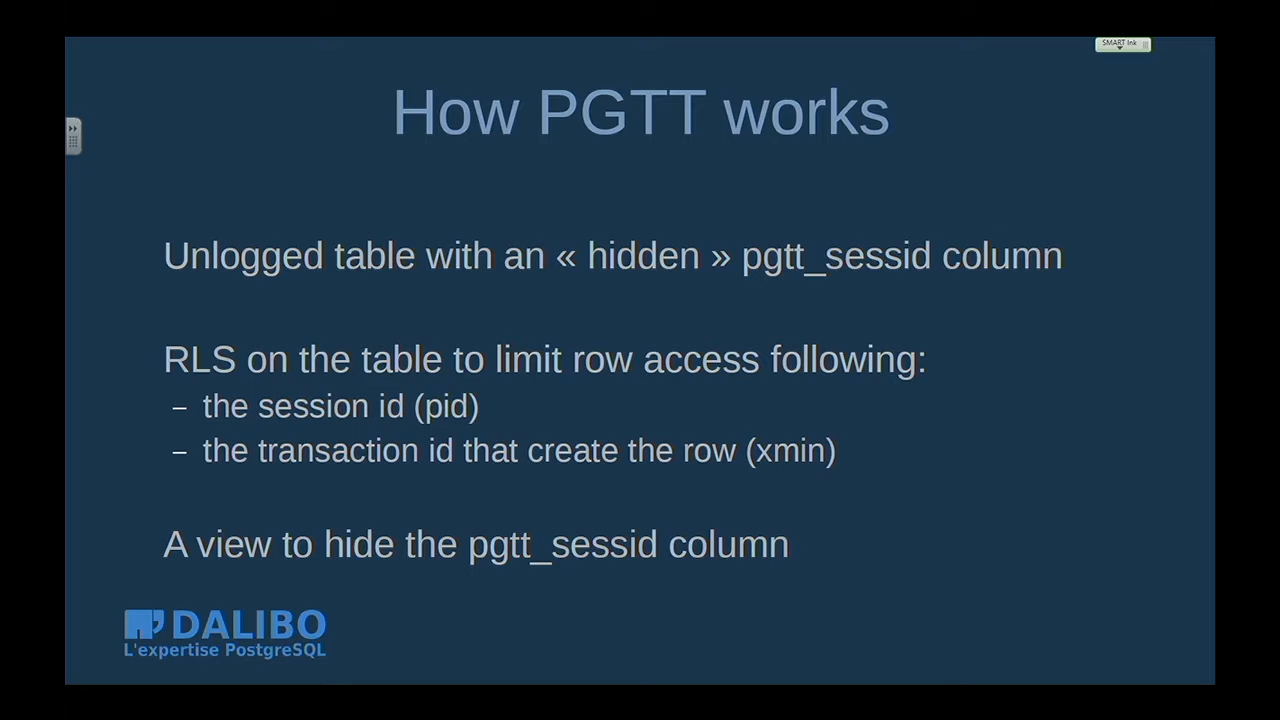 SMART Ink
How PGTT works
Unlogged table with an « hidden » pgtt_sessid column
RLS on the table to limit row access following:
– the session id (pid)
– the transaction id that create the row (xmin)
A view to hide the pgtt_sessid column
DALIBO
L'expertise PostgreSQL